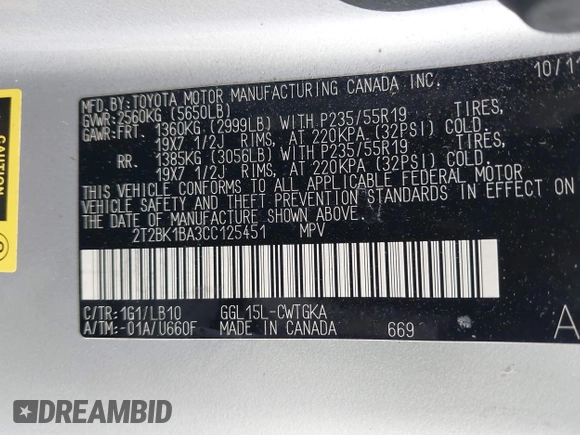 MFD.BY:TOYOTA MOTOR MANUFACTURING CANADA INC. 10/11
GVWR:2560KG (5650LB)
GAWR:FRT. 1360KG (2999LB) WITH P235/55R19 TIRES,
19X7 1/2J RIMS, AT 220KPA (32PSI) COLD.
RR. 1385KG (3056LB) WITH P235/55R19 TIRES,
19X7 1/2J RIMS, AT 220KPA (32PSI) COLD.
THIS VEHICLE CONFORMS TO ALL APPLICABLE FEDERAL MOTOR
VEHICLE SAFETY AND THEFT PREVENTION STANDARDS IN EFFECT ON
THE DATE OF MANUFACTURE SHOWN ABOVE.
2T2BK1BA3CC125451 MPV
C/TR:1G1/LB10 GGL15L-CWTGKA
A/TM:-01A/U660F MADE IN CANADA 669
CAUTION
DREAMBID